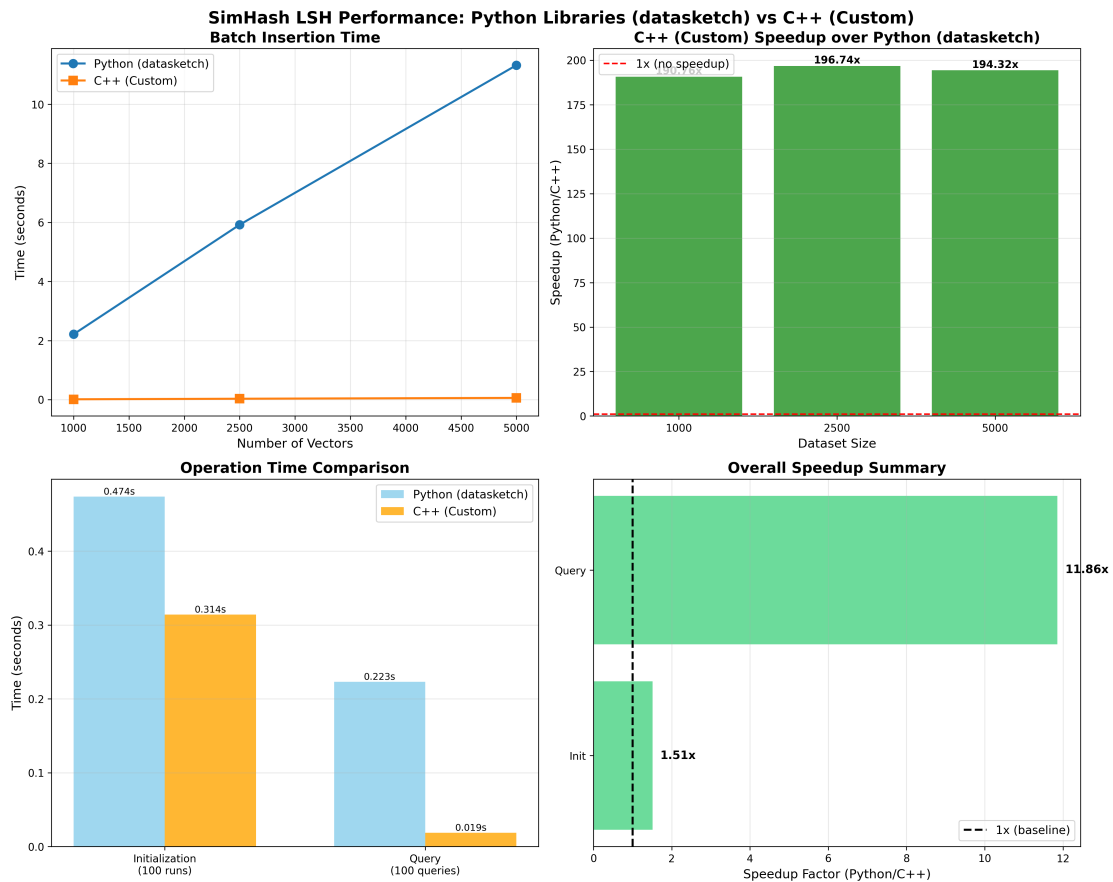 SimHash LSH Performance: Python Libraries (datasketch) vs C++ (Custom)
Batch Insertion Time
Python (datasketch)
C++ (Custom)
Time (seconds)
10
8
6
4
2
0
1000
1500
2000
2500
3000
3500
4000
4500
5000
Number of Vectors
C++ (Custom) Speedup over Python (datasketch)
1x (no speedup)
190.76x
196.74x
194.32x
Speedup (Python/C++)
200
175
150
125
100
75
50
25
0
1000
2500
5000
Dataset Size
Operation Time Comparison
Python (datasketch)
C++ (Custom)
0.474s
0.314s
0.223s
0.019s
Time (seconds)
0.4
0.3
0.2
0.1
0.0
Initialization
(100 runs)
Query
(100 queries)
Overall Speedup Summary
Query
11.86x
Init
1.51x
1x (baseline)
0
2
4
6
8
10
12
Speedup Factor (Python/C++)